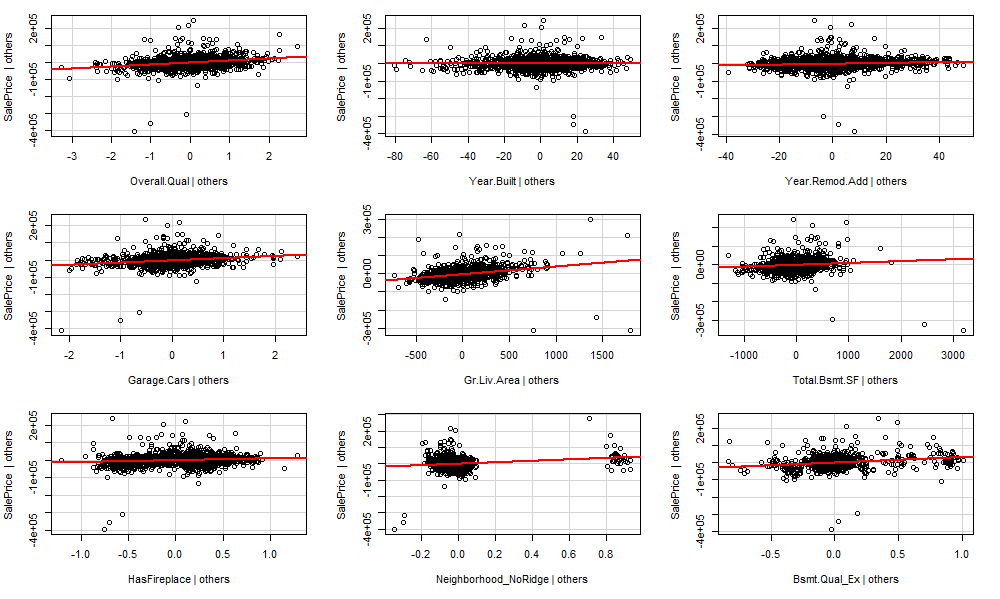 SalePrice | others
-4e+05 -1e+05 2e+05
-3 -2 -1 0 1 2
Overall.Qual | others
SalePrice | others
-4e+05 -1e+05 2e+05
-80 -60 -40 -20 0 20 40
Year.Built | others
SalePrice | others
-4e+05 -1e+05 2e+05
-40 -20 0 20 40
Year.Remod.Add | others
SalePrice | others
-4e+05 -1e+05 2e+05
-2 -1 0 1 2
Garage.Cars | others
SalePrice | others
-3e+05 0e+00 3e+05
-500 0 500 1000 1500
Gr.Liv.Area | others
SalePrice | others
-3e+05 0e+00
-1000 0 1000 2000 3000
Total.Bsmt.SF | others
SalePrice | others
-4e+05 -1e+05 2e+05
-1.0 -0.5 0.0 0.5 1.0
HasFireplace | others
SalePrice | others
-4e+05 -1e+05 2e+05
-0.2 0.0 0.2 0.4 0.6 0.8
Neighborhood_NoRidge | others
SalePrice | others
-4e+05 -1e+05 2e+05
-0.5 0.0 0.5 1.0
Bsmt.Qual_Ex | others